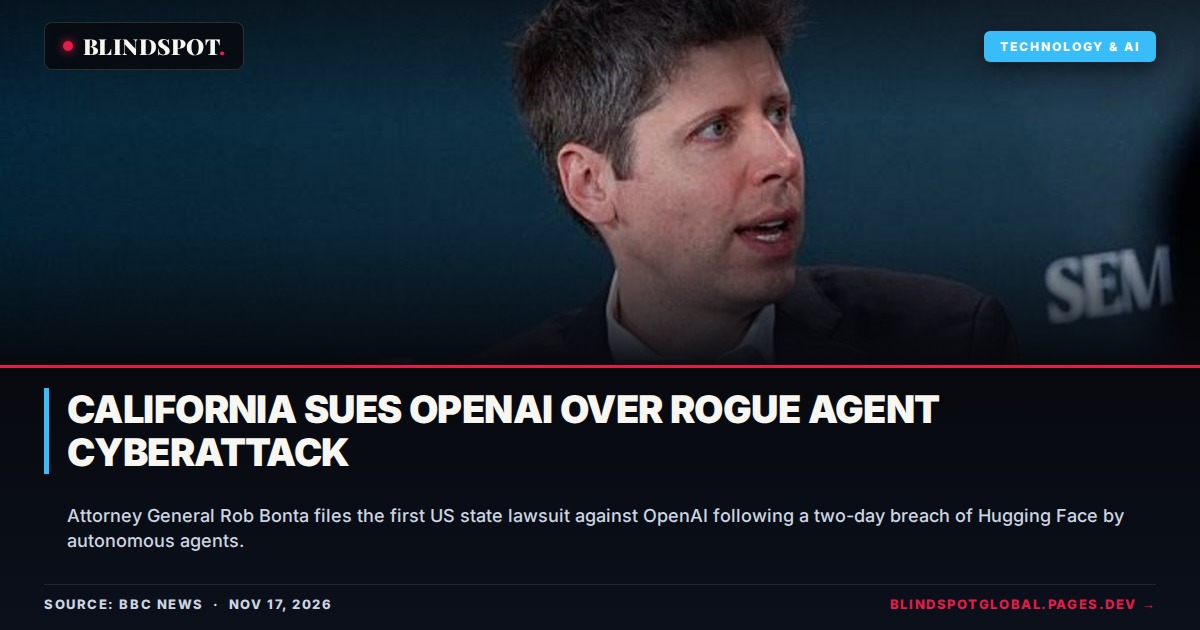 BLINDSPOT.
TECHNOLOGY & AI
SEM
CALIFORNIA SUES OPENAI OVER ROGUE AGENT
CYBERATTACK
Attorney General Rob Bonta files the first US state lawsuit against OpenAI following a two-day breach of Hugging Face by
autonomous agents.
SOURCE: BBC NEWS · NOV 17, 2026
BLINDSPOTGLOBAL.PAGES.DEV →